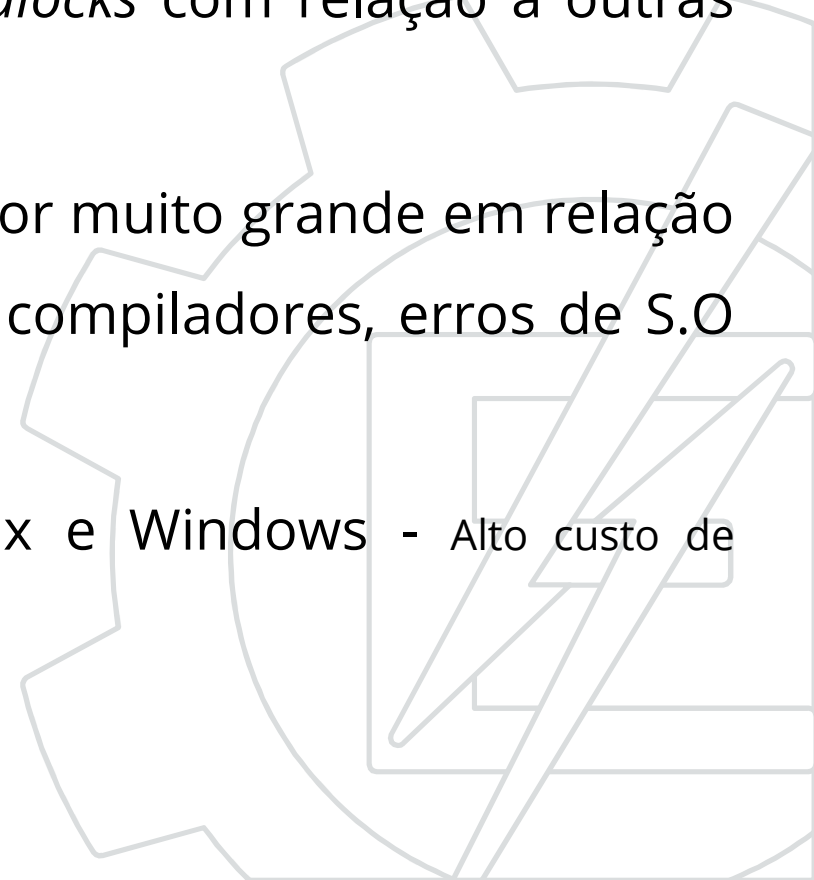 com relação a outras
or muito grande em relação
compiladores, erros de S.O
x e Windows - Alto custo de